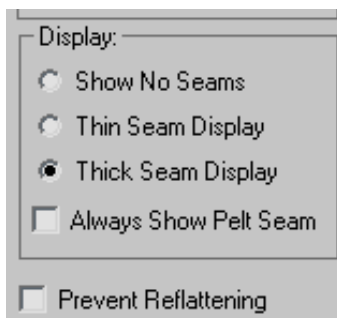 Display:
Show No Seams
Thin Seam Display
Thick Seam Display
Always Show Pelt Seam
Prevent Reflattening